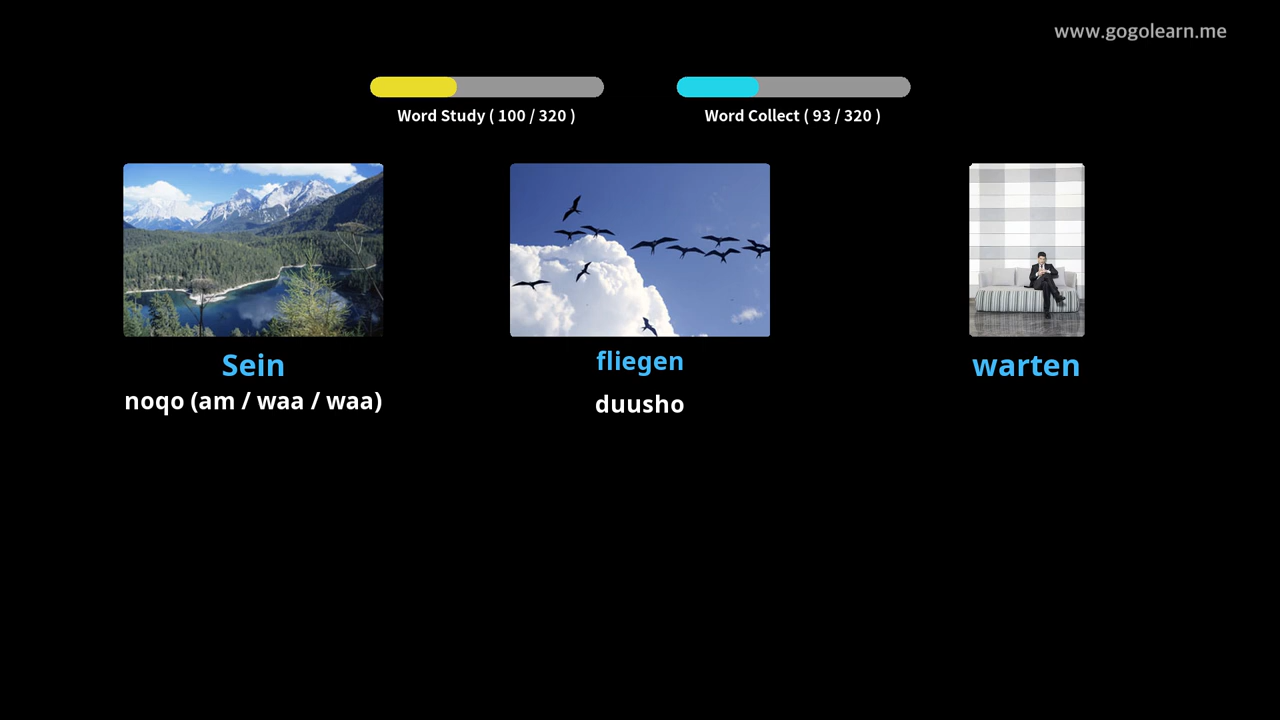 www.gogolearn.me
Word Study ( 100 / 320 )
Word Collect ( 93 / 320 )
Sein
noqo (am / waa / waa)
fliegen
duusho
warten